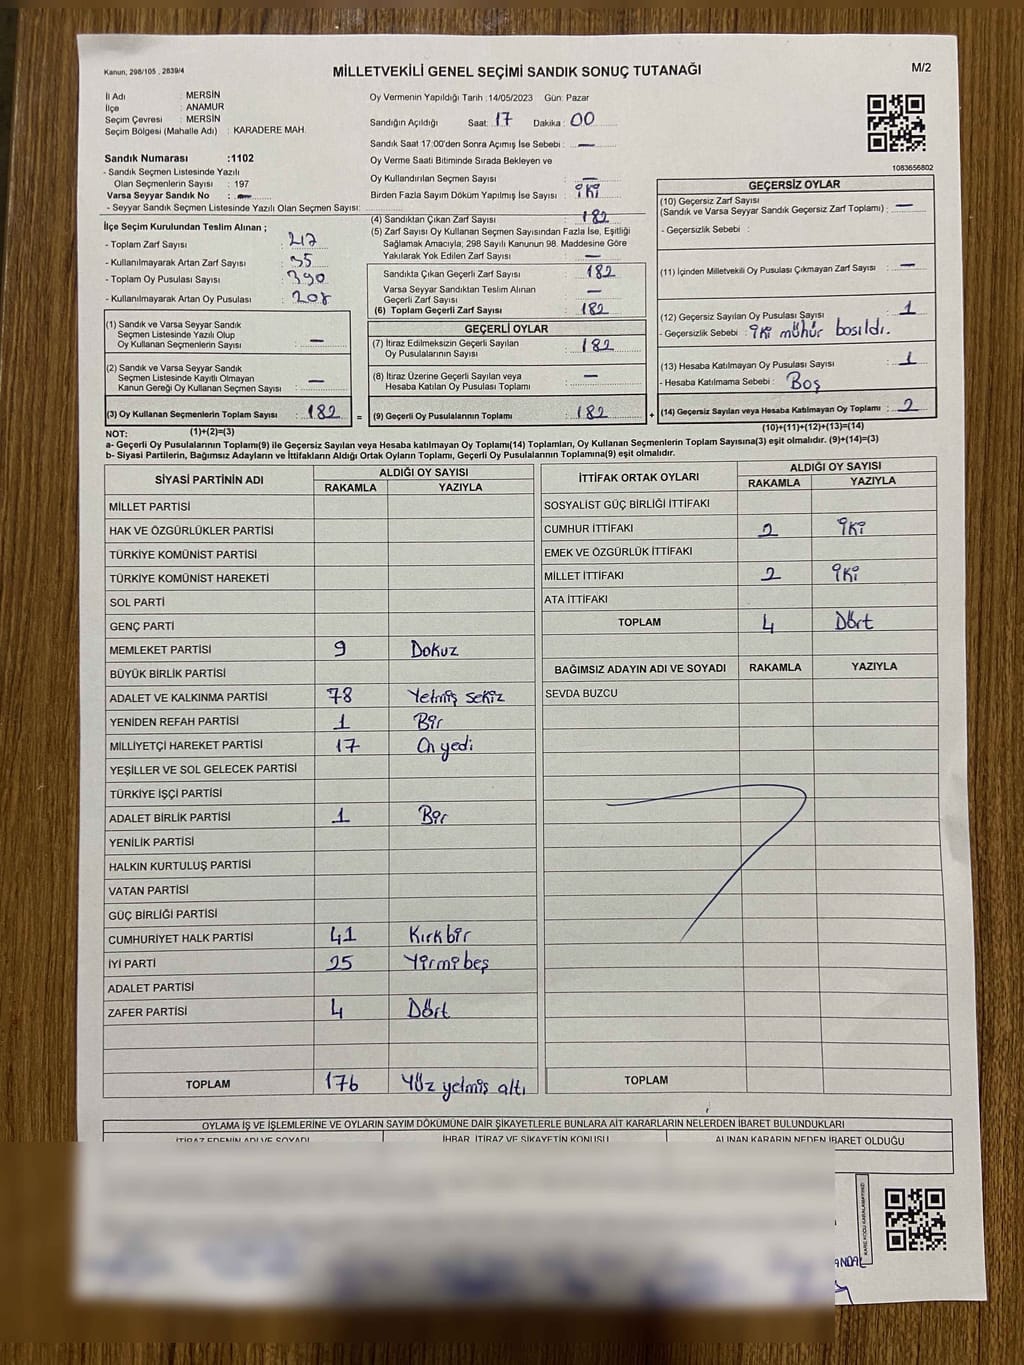 Kanun, 298/105 , 2839/4
MİLLETVEKİLİ GENEL SEÇİMİ SANDIK SONUÇ TUTANAĞI
M/2
İl Adı : MERSİN
İlçe : ANAMUR
Seçim Çevresi : MERSİN
Seçim Bölgesi (Mahalle Adı) : KARADERE MAH.
Oy Vermenin Yapıldığı Tarih :14/05/2023 Gün: Pazar
Sandığın Açıldığı Saat: 17 Dakika : 00
Sandık Saat 17:00'den Sonra Açımış İse Sebebi : —
Oy Verme Saati Bitiminde Sırada Bekleyen ve
Oy Kullandırılan Seçmen Sayısı : —
Birden Fazla Sayım Döküm Yapılmış İse Sayısı : iki
1083656802
Sandık Numarası :1102
- Sandık Seçmen Listesinde Yazılı
Olan Seçmenlerin Sayısı : 197
Varsa Seyyar Sandık No : —
- Seyyar Sandık Seçmen Listesinde Yazılı Olan Seçmen Sayısı:
İlçe Seçim Kurulundan Teslim Alınan ;
- Toplam Zarf Sayısı : 217
- Kullanılmayarak Artan Zarf Sayısı : 35
- Toplam Oy Pusulası Sayısı : 390
- Kullanılmayarak Artan Oy Pusulası : 208
(1) Sandık ve Varsa Seyyar Sandık
Seçmen Listesinde Yazılı Olup
Oy Kullanan Seçmenlerin Sayısı : —
(2) Sandık ve Varsa Seyyar Sandık
Seçmen Listesinde Kayıtlı Olmayan
Kanun Gereği Oy Kullanan Seçmen Sayısı : —
(3) Oy Kullanan Seçmenlerin Toplam Sayısı : 182 =
(1)+(2)=(3)
(4) Sandıktan Çıkan Zarf Sayısı : 182
(5) Zarf Sayısı Oy Kullanan Seçmen Sayısından Fazla İse, Eşitliği
Sağlamak Amacıyla; 298 Sayılı Kanunun 98. Maddesine Göre
Yakılarak Yok Edilen Zarf Sayısı : —
Sandıkta Çıkan Geçerli Zarf Sayısı : 182
Varsa Seyyar Sandıktan Teslim Alınan
Geçerli Zarf Sayısı : —
(6) Toplam Geçerli Zarf Sayısı : 182
GEÇERLİ OYLAR
(7) İtiraz Edilmeksizin Geçerli Sayılan
Oy Pusulalarının Sayısı : 182
(8) İtiraz Üzerine Geçerli Sayılan veya
Hesaba Katılan Oy Pusulası Toplamı : —
(9) Geçerli Oy Pusulalarının Toplamı : 182 +
GEÇERSİZ OYLAR
(10) Geçersiz Zarf Sayısı
(Sandık ve Varsa Seyyar Sandık Geçersiz Zarf Toplamı) : —
- Geçersizlik Sebebi :
(11) İçinden Milletvekili Oy Pusulası Çıkmayan Zarf Sayısı : —
(12) Geçersiz Sayılan Oy Pusulası Sayısı : 1
- Geçersizlik Sebebi : iki mühür bosıldı.
(13) Hesaba Katılmayan Oy Pusulası Sayısı : 1
- Hesaba Katılmama Sebebi : Boş
(14) Geçersiz Sayılan veya Hesaba Katılmayan Oy Toplamı : 2
(10)+(11)+(12)+(13)=(14)
NOT:
a- Geçerli Oy Pusulalarının Toplamı(9) ile Geçersiz Sayılan veya Hesaba katılmayan Oy Toplamı(14) Toplamları, Oy Kullanan Seçmenlerin Toplam Sayısına(3) eşit olmalıdır. (9)+(14)=(3)
b- Siyasi Partilerin, Bağımsız Adayların ve İttifakların Aldığı Ortak Oyların Toplamı, Geçerli Oy Pusulalarının Toplamına(9) eşit olmalıdır.
SİYASİ PARTİNİN ADI ALDIĞI OY SAYISI
RAKAMLA YAZIYLA
MİLLET PARTİSİ
HAK VE ÖZGÜRLÜKLER PARTİSİ
TÜRKİYE KOMÜNİST PARTİSİ
TÜRKİYE KOMÜNİST HAREKETİ
SOL PARTİ
GENÇ PARTİ
MEMLEKET PARTİSİ 9 Dokuz
BÜYÜK BİRLİK PARTİSİ
ADALET VE KALKINMA PARTİSİ 78 Yetmiş sekiz
YENİDEN REFAH PARTİSİ 1 Bir
MİLLİYETÇİ HAREKET PARTİSİ 17 On yedi
YEŞİLLER VE SOL GELECEK PARTİSİ
TÜRKİYE İŞÇİ PARTİSİ
ADALET BİRLİK PARTİSİ 1 Bir
YENİLİK PARTİSİ
HALKIN KURTULUŞ PARTİSİ
VATAN PARTİSİ
GÜÇ BİRLİĞİ PARTİSİ
CUMHURİYET HALK PARTİSİ 41 Kırkbir
İYİ PARTİ 25 Yirmi beş
ADALET PARTİSİ
ZAFER PARTİSİ 4 Dört
TOPLAM 176 Yüz yetmiş altı
İTTİFAK ORTAK OYLARI ALDIĞI OY SAYISI
RAKAMLA YAZIYLA
SOSYALİST GÜÇ BİRLİĞİ İTTİFAKI
CUMHUR İTTİFAKI 2 iki
EMEK VE ÖZGÜRLÜK İTTİFAKI
MİLLET İTTİFAKI 2 iki
ATA İTTİFAKI
TOPLAM 4 Dört
BAĞIMSIZ ADAYIN ADI VE SOYADI RAKAMLA YAZIYLA
SEVDA BUZCU
TOPLAM
OYLAMA İŞ VE İŞLEMLERİNE VE OYLARIN SAYIM DÖKÜMÜNE DAİR ŞİKAYETLERLE BUNLARA AİT KARARLARIN NELERDEN İBARET BULUNDUKLARI
İTİRAZ EDENİN ADI VE SOYADI İHBAR, İTİRAZ VE ŞİKAYETİN KONUSU ALINAN KARARIN NEDEN İBARET OLDUĞU
KARE KODU KARALAMAYINIZ!
ANDAL